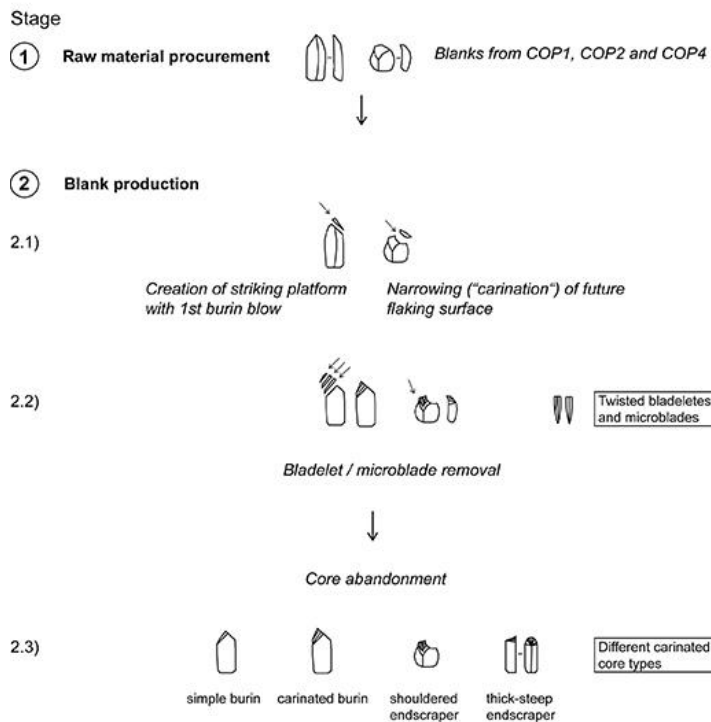 Stage
1 Raw material procurement
Blanks from COP1, COP2 and COP4
2 Blank production
2.1)
Creation of striking platform
with 1st burin blow
Narrowing ("carination“) of future
flaking surface
2.2)
Twisted bladeletes
and microblades
Bladelet / microblade removal
Core abandonment
2.3)
Different carinated
core types
simple burin
carinated burin
shouldered
endscraper
thick-steep
endscraper